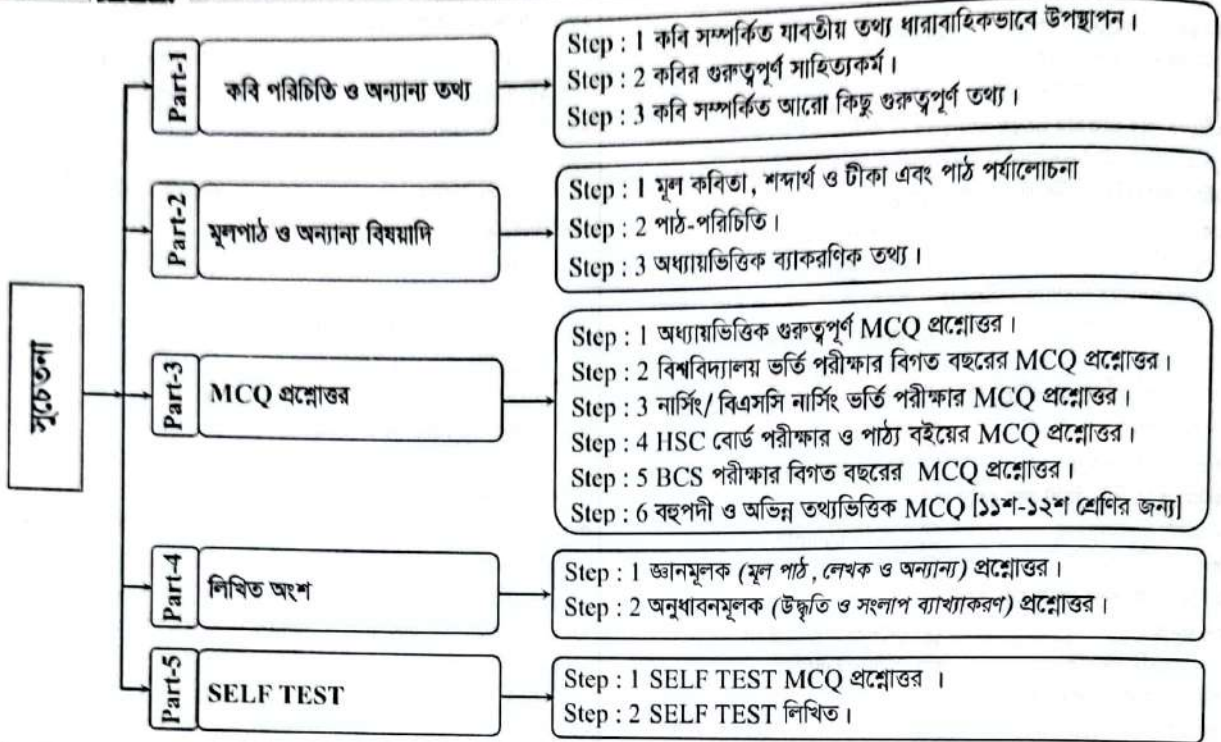 সুচেতনা
Part-1
কবি পরিচিতি ও অন্যান্য তথ্য
Step : 1 কবি সম্পর্কিত যাবতীয় তথ্য ধারাবাহিকভাবে উপস্থাপন।
Step : 2 কবির গুরুত্বপূর্ণ সাহিত্যকর্ম।
Step : 3 কবি সম্পর্কিত আরো কিছু গুরুত্বপূর্ণ তথ্য।
Part-2
মূলপাঠ ও অন্যান্য বিষয়াদি
Step : 1 মূল কবিতা, শব্দার্থ ও টীকা এবং পাঠ পর্যালোচনা
Step : 2 পাঠ-পরিচিতি।
Step : 3 অধ্যায়ভিত্তিক ব্যাকরণিক তথ্য।
Part-3
MCQ প্রশ্নোত্তর
Step : 1 অধ্যায়ভিত্তিক গুরুত্বপূর্ণ MCQ প্রশ্নোত্তর।
Step : 2 বিশ্ববিদ্যালয় ভর্তি পরীক্ষার বিগত বছরের MCQ প্রশ্নোত্তর।
Step : 3 নার্সিং/ বিএসসি নার্সিং ভর্তি পরীক্ষার MCQ প্রশ্নোত্তর।
Step : 4 HSC বোর্ড পরীক্ষার ও পাঠ্য বইয়ের MCQ প্রশ্নোত্তর।
Step : 5 BCS পরীক্ষার বিগত বছরের MCQ প্রশ্নোত্তর।
Step : 6 বহুপদী ও অভিন্ন তথ্যভিত্তিক MCQ [১১শ-১২শ শ্রেণির জন্য]
Part-4
লিখিত অংশ
Step : 1 জ্ঞানমূলক (মূল পাঠ, লেখক ও অন্যান্য) প্রশ্নোত্তর।
Step : 2 অনুধাবনমূলক (উদ্ধৃতি ও সংলাপ ব্যাখ্যাকরণ) প্রশ্নোত্তর।
Part-5
SELF TEST
Step : 1 SELF TEST MCQ প্রশ্নোত্তর ।
Step : 2 SELF TEST লিখিত।